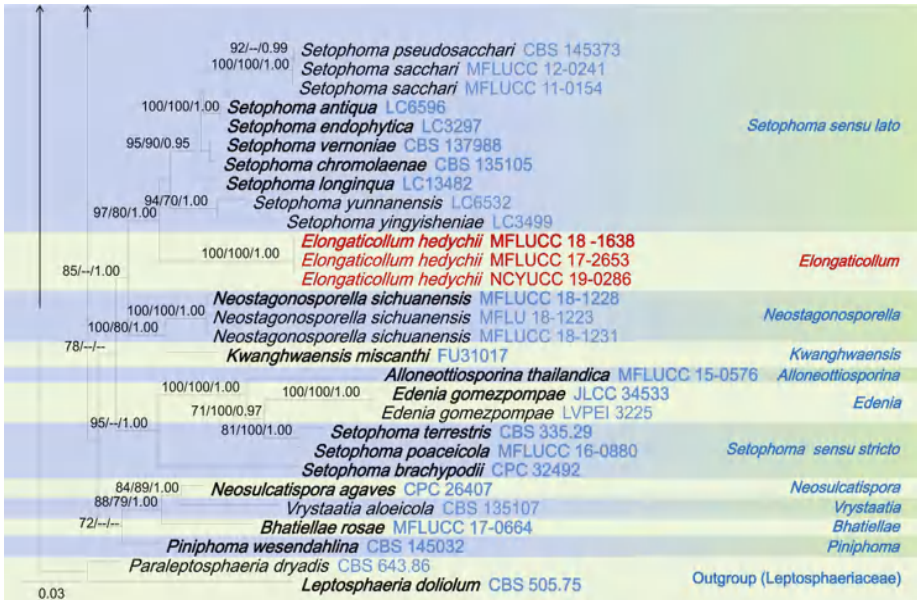 92/--/0.99
Setophoma pseudosacchari CBS 145373
100/100/1.00
Setophoma sacchari MFLUCC 12-0241
Setophoma sacchari MFLUCC 11-0154
100/100/1.00
Setophoma antiqua LC6596
Setophoma endophytica LC3297
Setophoma sensu lato
95/90/0.95
Setophoma vernoniae CBS 137988
Setophoma chromolaenae CBS 135105
Setophoma longinqua LC13482
94/70/1.00
Setophoma yunnanensis LC6532
97/80/1.00
Setophoma yingyisheniae LC3499
Elongaticollum hedychii MFLUCC 18 -1638
100/100/1.00
Elongaticollum hedychii MFLUCC 17-2653
Elongaticollum
85/--/1.00
Elongaticollum hedychii NCYUCC 19-0286
Neostagonosporella sichuanensis MFLUCC 18-1228
100/100/1.00
Neostagonosporella sichuanensis MFLU 18-1223
Neostagonosporella
100/80/1.00
Neostagonosporella sichuanensis MFLUCC 18-1231
78/--/--
Kwanghwaensis miscanthi FU31017
Kwanghwaensis
Alloneottiosporina thailandica MFLUCC 15-0576
Alloneottiosporina
100/100/1.00
100/100/1.00
Edenia gomezpompae JLCC 34533
Edenia
71/100/0.97
Edenia gomezpompae LVPEI 3225
95/--/1.00
81/100/1.00
Setophoma terrestris CBS 335.29
Setophoma poaceicola MFLUCC 16-0880
Setophoma sensu stricto
Setophoma brachypodii CPC 32492
84/89/1.00
Neosulcatispora agaves CPC 26407
Neosulcatispora
88/79/1.00
Vrystaatia aloeicola CBS 135107
Vrystaatia
72/--/--
Bhatiellae rosae MFLUCC 17-0664
Bhatiellae
Piniphoma wesendahlina CBS 145032
Piniphoma
Paraleptosphaeria dryadis CBS 643.86
Leptosphaeria doliolum CBS 505.75
Outgroup (Leptosphaeriaceae)
0.03